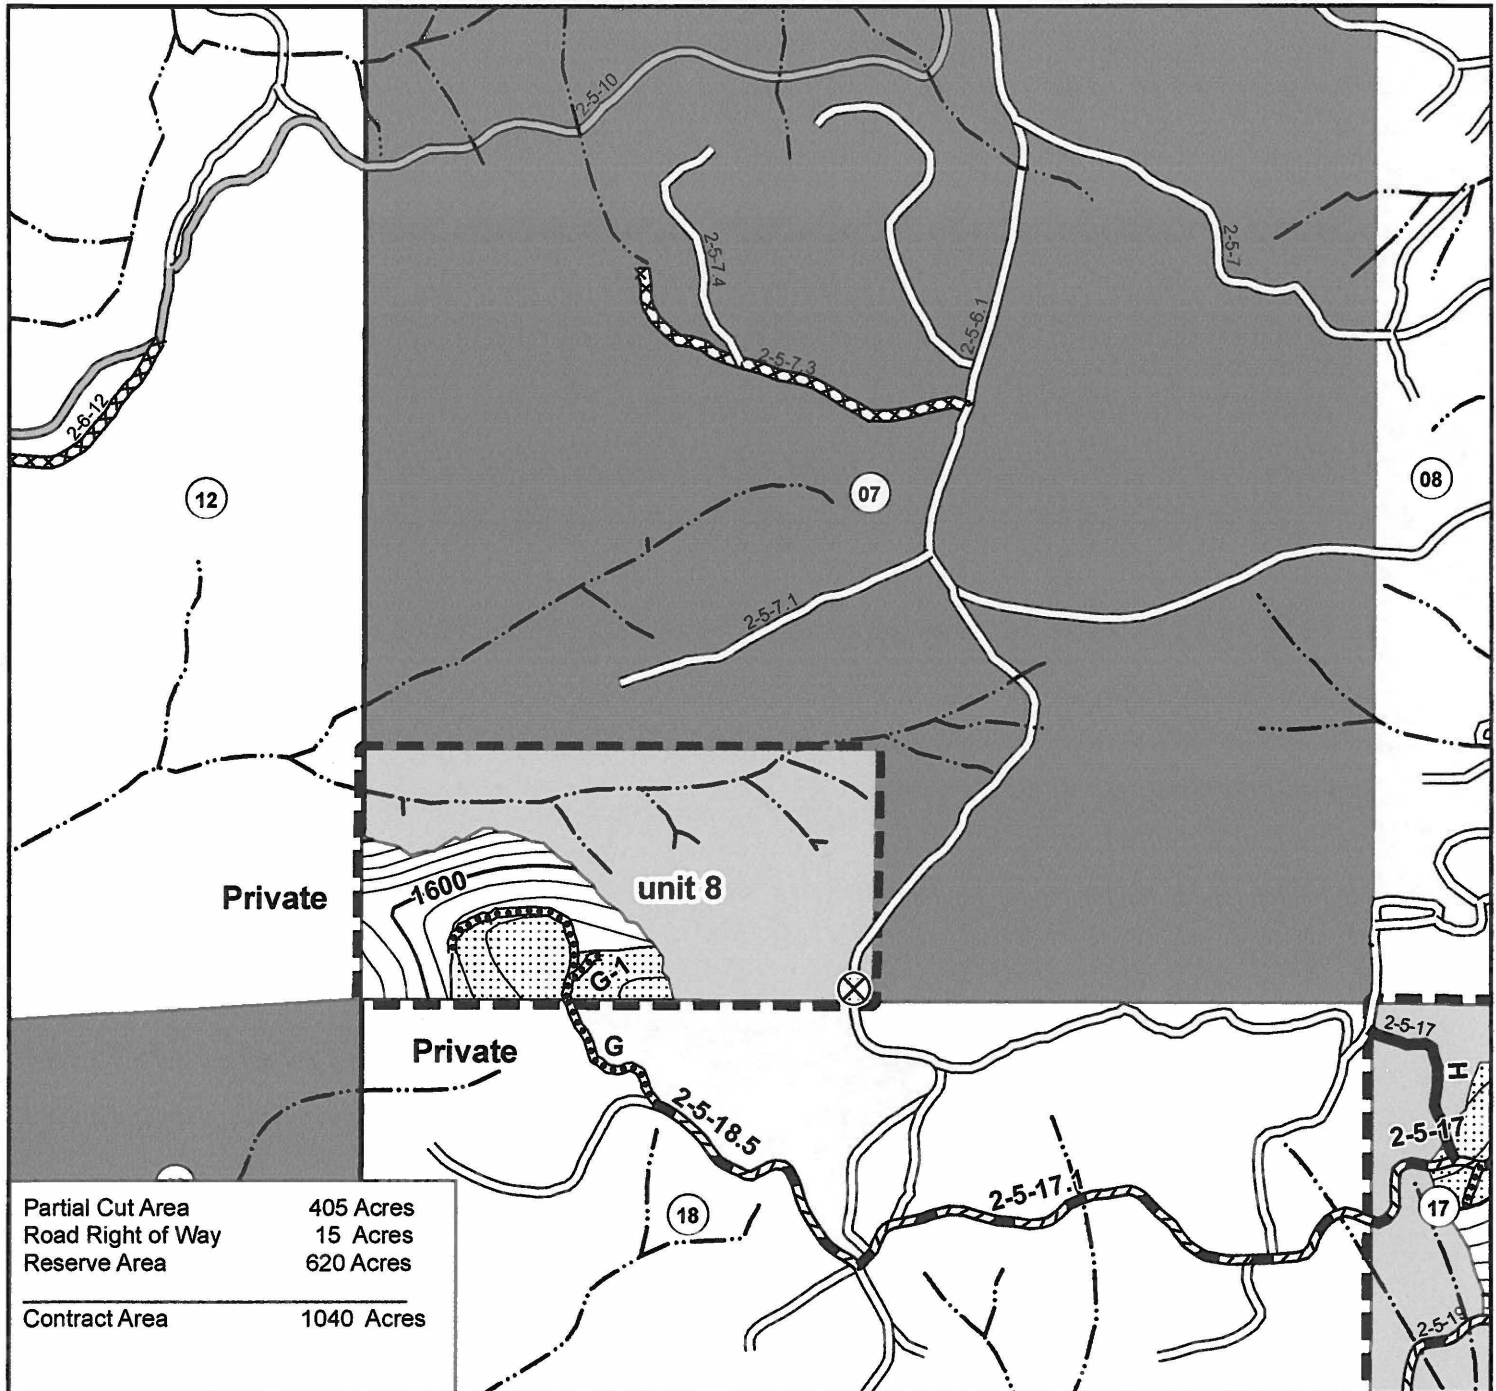 2-5-10
2-5-7.4
2-5-7
2-5-6.1
2-5-7.3
2-6-12
12
07
08
2-5-7.1
Private
1600
unit 8
G-1
Private
G
2-5-17
H
2-5-18.5
2-5-17
2-5-17.1
18
17
2-5-19
Partial Cut Area 405 Acres
Road Right of Way 15 Acres
Reserve Area 620 Acres
Contract Area 1040 Acres